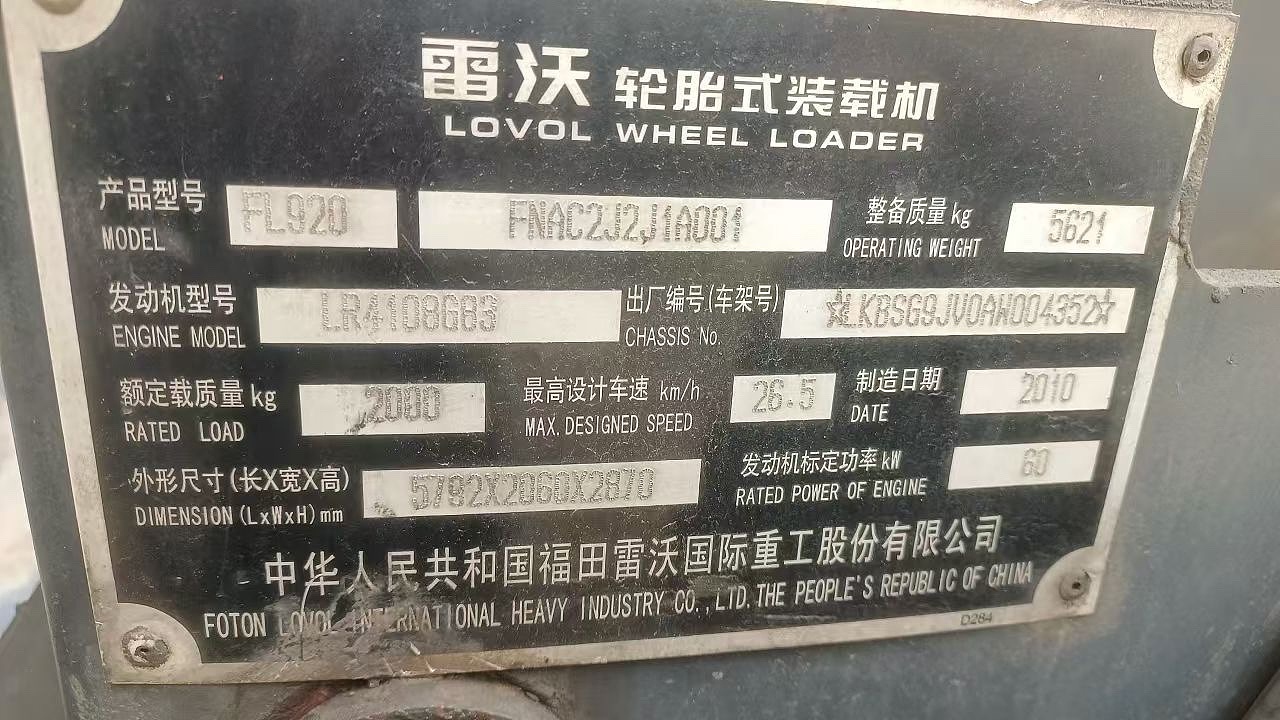 雷沃 轮胎式装载机
LOVOL WHEEL LOADER
产品型号 FL920 FNAC2J2J1A001 整备质量kg 5621
MODEL OPERATING WEIGHT
发动机型号 LR4108G83 出厂编号(车架号) ☆LKBSG9JV0AW004352☆
ENGINE MODEL CHASSIS No.
额定载质量kg 2000 最高设计车速 km/h 26.5 制造日期 2010
RATED LOAD MAX.DESIGNED SPEED DATE
外形尺寸(长X宽X高) 5792X2060X2870 发动机标定功率kW 60
DIMENSION(LxWxH)mm RATED POWER OF ENGINE
中华人民共和国福田雷沃国际重工股份有限公司
FOTON LOVOL INTERNATIONAL HEAVY INDUSTRY CO.,LTD.THE PEOPLE'S REPUBLIC OF CHINA
D284